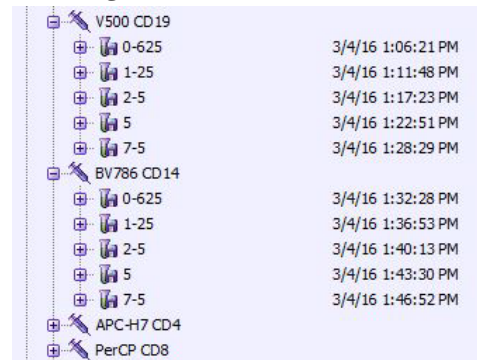 V500 CD19
0-625 3/4/16 1:06:21 PM
1-25 3/4/16 1:11:48 PM
2-5 3/4/16 1:17:23 PM
5 3/4/16 1:22:51 PM
7-5 3/4/16 1:28:29 PM
BV786 CD14
0-625 3/4/16 1:32:28 PM
1-25 3/4/16 1:36:53 PM
2-5 3/4/16 1:40:13 PM
5 3/4/16 1:43:30 PM
7-5 3/4/16 1:46:52 PM
APC-H7 CD4
PerCP CD8